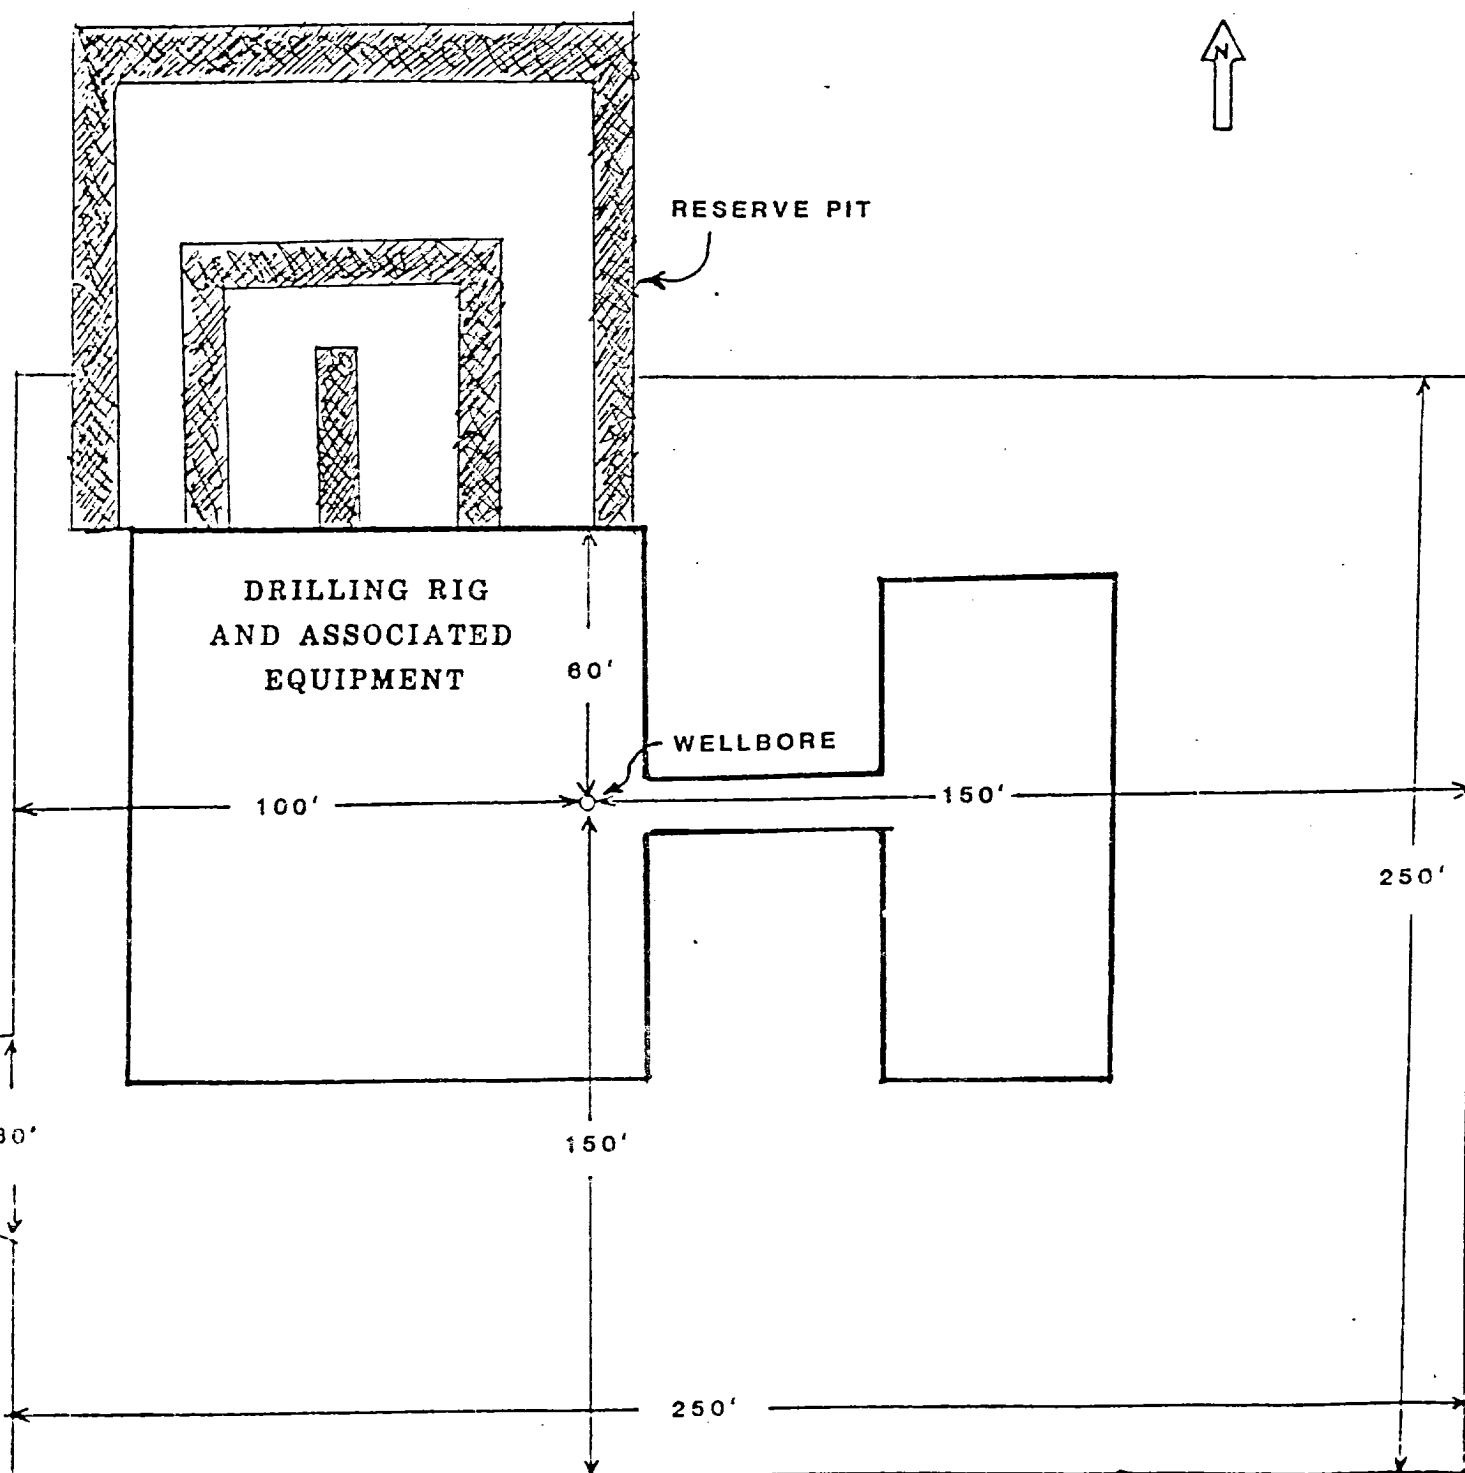 N
RESERVE PIT
DRILLING RIG
AND ASSOCIATED
EQUIPMENT
60'
WELLBORE
100'
150'
250'
150'
250'